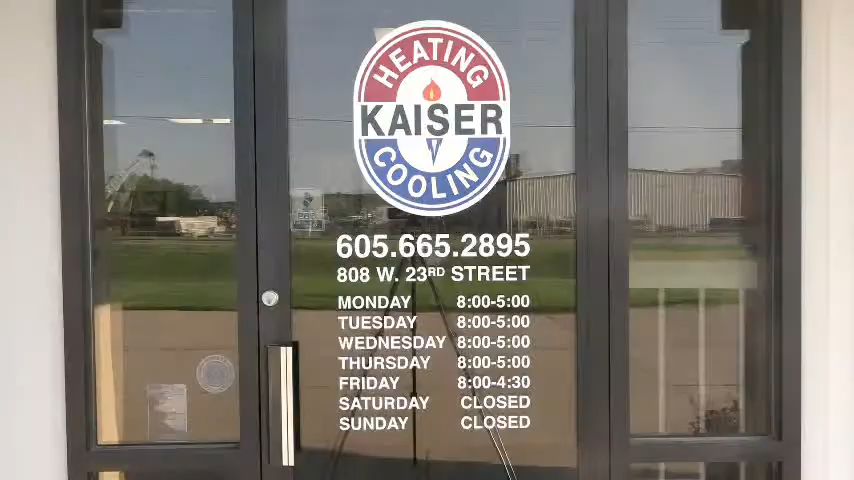 HEATING
KAISER
COOLING
605.665.2895
808 W. 23RD STREET
MONDAY 8:00-5:00
TUESDAY 8:00-5:00
WEDNESDAY 8:00-5:00
THURSDAY 8:00-5:00
FRIDAY 8:00-4:30
SATURDAY CLOSED
SUNDAY CLOSED